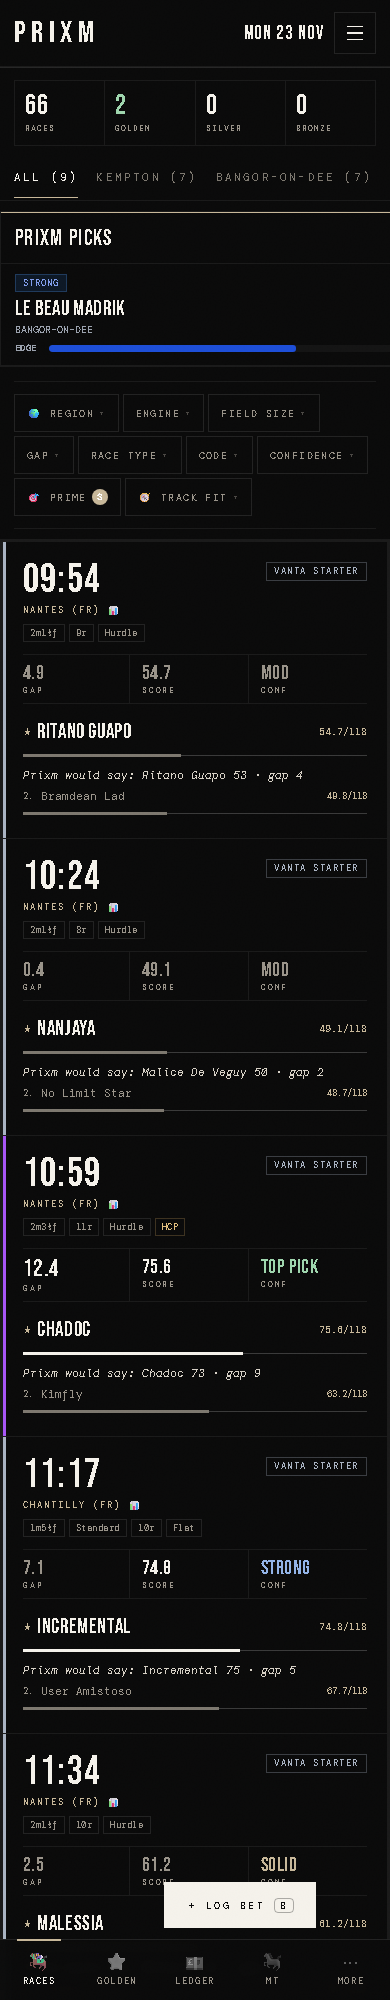 PRIXM
MON 23 NOV
66 2 0 0
RACES GOLDEN SILVER BRONZE
ALL (9) KEMPTON (7) BANGOR-ON-DEE (7)
PRIXM PICKS
STRONG
LE BEAU MADRIK
BANGOR-ON-DEE
EDGE
REGION ENGINE FIELD SIZE
GAP RACE TYPE CODE CONFIDENCE
PRIME S TRACK FIT
09:54 VANTA STARTER
NANTES (FR)
2m1½f 8r Hurdle
4.9 54.7 MOD
GAP SCORE CONF
★ RITANO GUAPO 54.7/118
Prixm would say: Ritano Guapo 53 · gap 4
2. Bramdean Lad 49.8/118
10:24 VANTA STARTER
NANTES (FR)
2m1½f 8r Hurdle
0.4 49.1 MOD
GAP SCORE CONF
★ NANJAYA 49.1/118
Prixm would say: Malice De Veguy 50 · gap 2
2. No Limit Star 48.7/118
10:59 VANTA STARTER
NANTES (FR)
2m3½f 11r Hurdle HCP
12.4 75.6 TOP PICK
GAP SCORE CONF
★ CHADOC 75.6/118
Prixm would say: Chadoc 73 · gap 9
2. Kimfly 63.2/118
11:17 VANTA STARTER
CHANTILLY (FR)
1m5½f Standard 10r Flat
7.1 74.8 STRONG
GAP SCORE CONF
★ INCREMENTAL 74.8/118
Prixm would say: Incremental 75 · gap 5
2. User Amistoso 67.7/118
11:34 VANTA STARTER
NANTES (FR)
2m1½f 10r Hurdle
2.5 61.2 SOLID
GAP
+ LOG BET B
★ MALESSIA 61.2/118
RACES GOLDEN LEDGER MT MORE